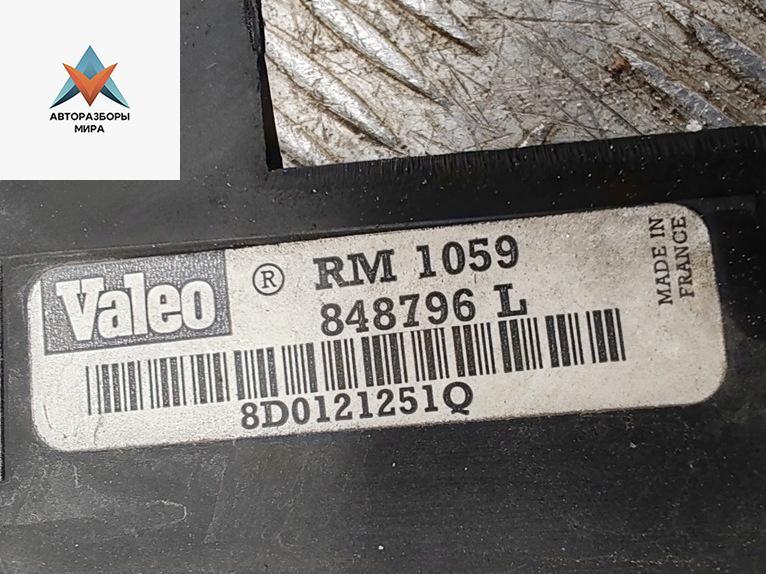 АВТОРАЗБОРЫ
МИРА
Valeo ® RM 1059
848796 L
8D0121251Q
MADE IN
FRANCE